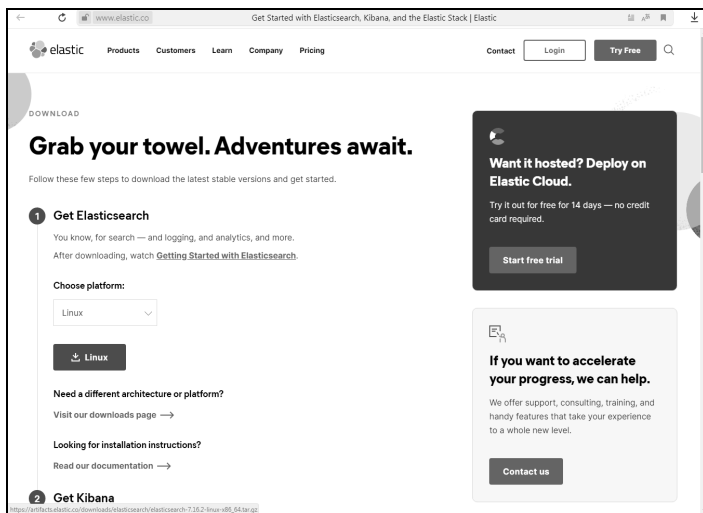 www.elastic.co
Get Started with Elasticsearch, Kibana, and the Elastic Stack | Elastic
elastic
Products
Customers
Learn
Company
Pricing
Contact
Login
Try Free
DOWNLOAD
Grab your towel. Adventures await.
Follow these few steps to download the latest stable versions and get started.
1 Get Elasticsearch
You know, for search — and logging, and analytics, and more.
After downloading, watch Getting Started with Elasticsearch.
Choose platform:
Linux
Linux
Need a different architecture or platform?
Visit our downloads page →
Looking for installation instructions?
Read our documentation →
2 Get Kibana
https://artifacts.elastic.co/downloads/elasticsearch/elasticsearch-7.16.2-linux-x86_64.tar.gz
Want it hosted? Deploy on
Elastic Cloud.
Try it out for free for 14 days — no credit
card required.
Start free trial
If you want to accelerate
your progress, we can help.
We offer support, consulting, training, and
handy features that take your experience
to a whole new level.
Contact us